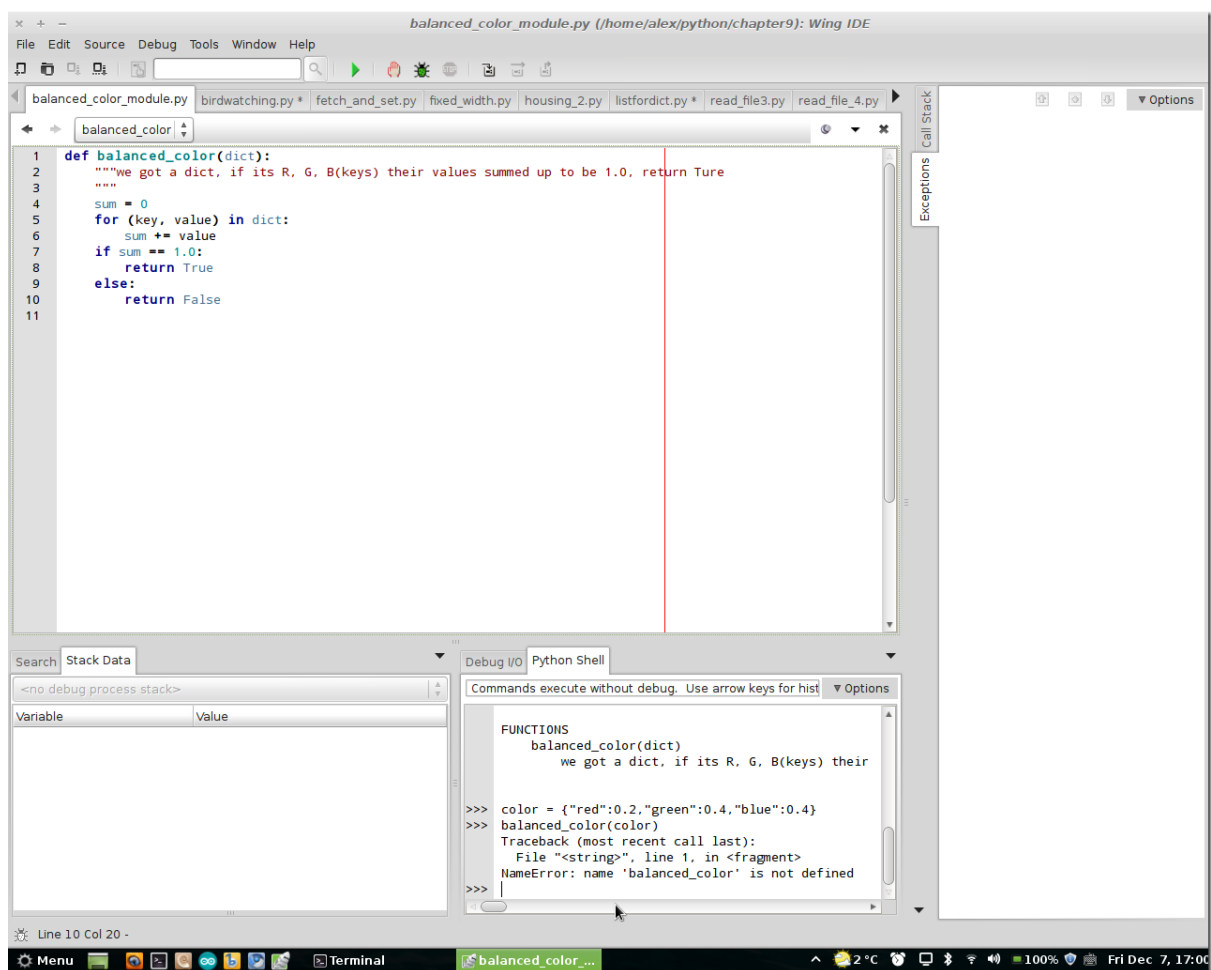 balanced_color_module.py (/home/alex/python/chapter9): Wing IDE
File Edit Source Debug Tools Window Help
balanced_color_module.py birdwatching.py * fetch_and_set.py fixed_width.py housing_2.py listfordict.py * read_file3.py read_file_4.py
balanced_color
1 def balanced_color(dict):
2 """we got a dict, if its R, G, B(keys) their values summed up to be 1.0, return Ture
3 """
4 sum = 0
5 for (key, value) in dict:
6 sum += value
7 if sum == 1.0:
8 return True
9 else:
10 return False
11
Call Stack
Exceptions
Options
Search Stack Data
<no debug process stack>
Variable Value
Debug I/O Python Shell
Commands execute without debug. Use arrow keys for hist Options
FUNCTIONS
balanced_color(dict)
we got a dict, if its R, G, B(keys) their
>>> color = {"red":0.2,"green":0.4,"blue":0.4}
>>> balanced_color(color)
Traceback (most recent call last):
File "<string>", line 1, in <fragment>
NameError: name 'balanced_color' is not defined
>>>
Line 10 Col 20 -
Menu Terminal balanced_color_... 2 °C 100% Fri Dec 7, 17:00